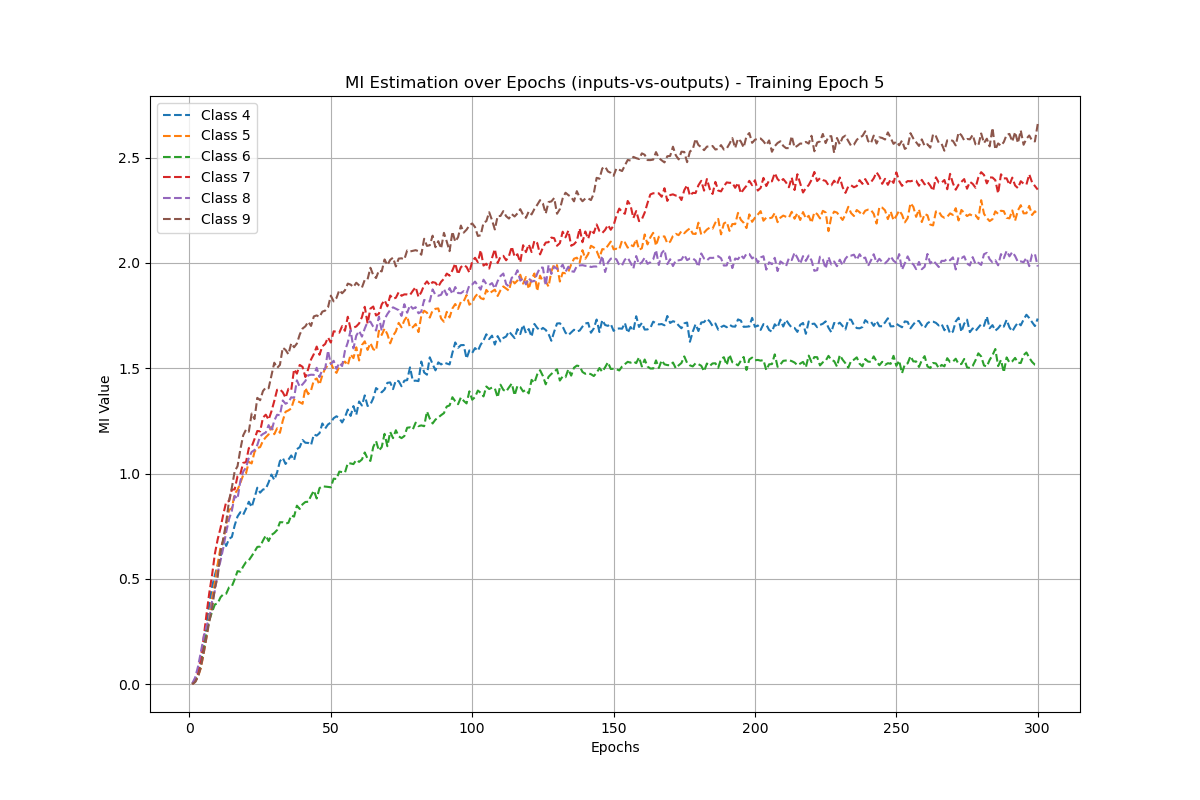 MI Estimation over Epochs (inputs-vs-outputs) - Training Epoch 5
Class 4
Class 5
Class 6
Class 7
Class 8
Class 9
MI Value
2.5
2.0
1.5
1.0
0.5
0.0
0 50 100 150 200 250 300
Epochs